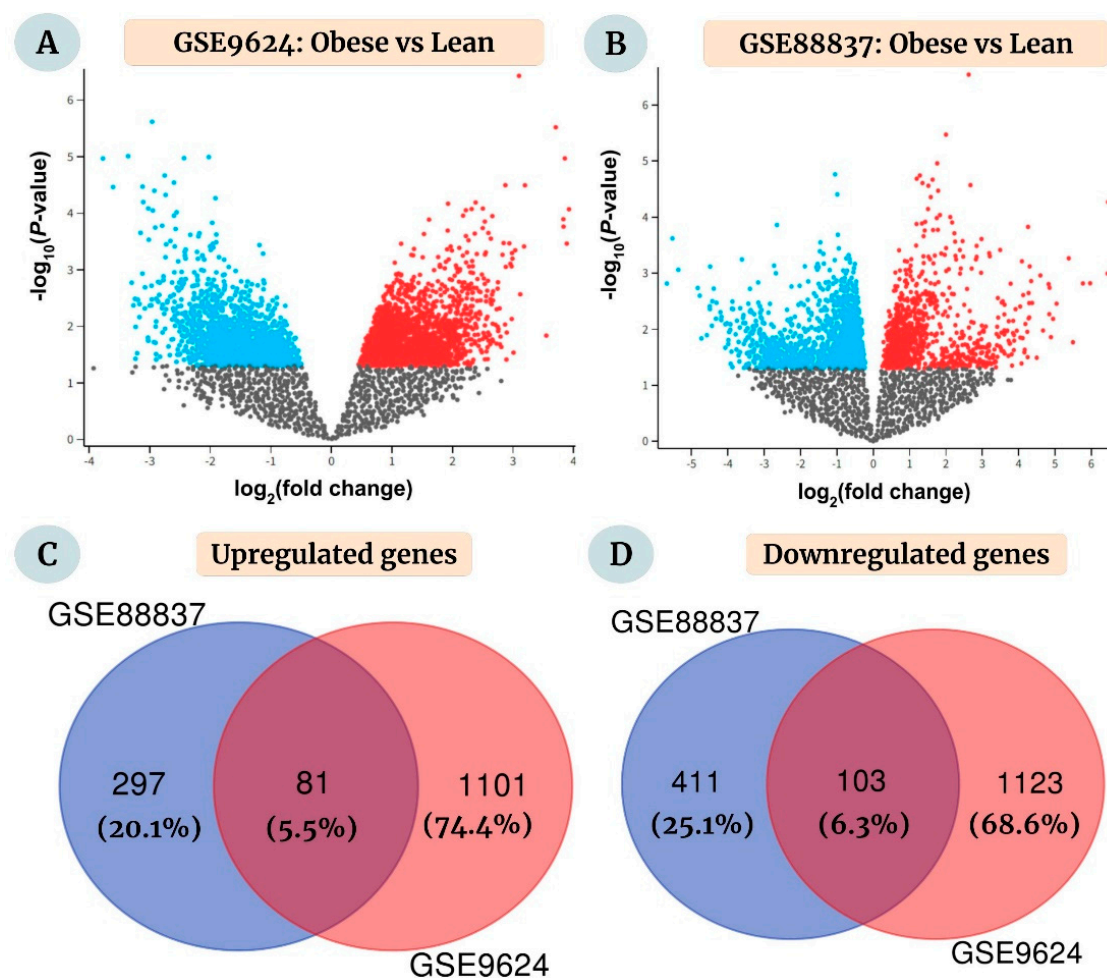 A
GSE9624: Obese vs Lean
-log10(P-value)
6
5
4
3
2
1
0
-4 -3 -2 -1 0 1 2 3 4
log2(fold change)
B
GSE88837: Obese vs Lean
-log10(P-value)
6
5
4
3
2
1
0
-5 -4 -3 -2 -1 0 1 2 3 4 5 6
log2(fold change)
C
Upregulated genes
GSE88837
297 81 1101
(20.1%) (5.5%) (74.4%)
GSE9624
D
Downregulated genes
GSE88837
411 103 1123
(25.1%) (6.3%) (68.6%)
GSE9624